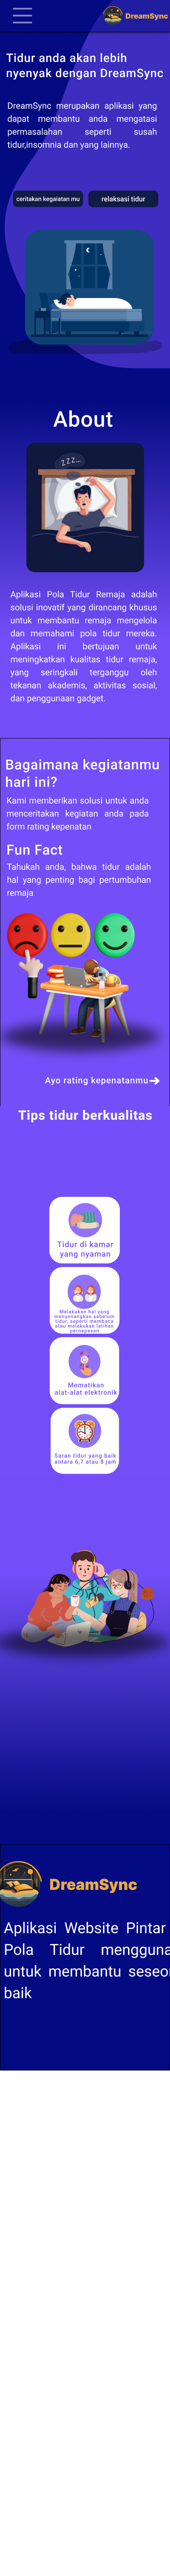 DreamSync
Tidur anda akan lebih
nyenyak dengan DreamSync
DreamSync merupakan aplikasi yang
dapat membantu anda mengatasi
permasalahan seperti susah
tidur,insomnia dan yang lainnya.
ceritakan kegaiatan mu
relaksasi tidur
About
ZZZ...
Aplikasi Pola Tidur Remaja adalah
solusi inovatif yang dirancang khusus
untuk membantu remaja mengelola
dan memahami pola tidur mereka.
Aplikasi ini bertujuan untuk
meningkatkan kualitas tidur remaja,
yang seringkali terganggu oleh
tekanan akademis, aktivitas sosial,
dan penggunaan gadget.
Bagaimana kegiatanmu
hari ini?
Kami memberikan solusi untuk anda
menceritakan kegiatan anda pada
form rating kepenatan
Fun Fact
Tahukah anda, bahwa tidur adalah
hal yang penting bagi pertumbuhan
remaja
Ayo rating kepenatanmu
Tips tidur berkualitas
Tidur di kamar
yang nyaman
Melakukan hal yang
menyenangkan sebelum
tidur, seperti membaca
atau melakukan latihan
pernapasan
Mematikan
alat-alat elektronik
Saran tidur yang baik
antara 6,7 atau 8 jam
DreamSync
Aplikasi Website Pintar
Pola Tidur mengguna
untuk membantu seseor
baik